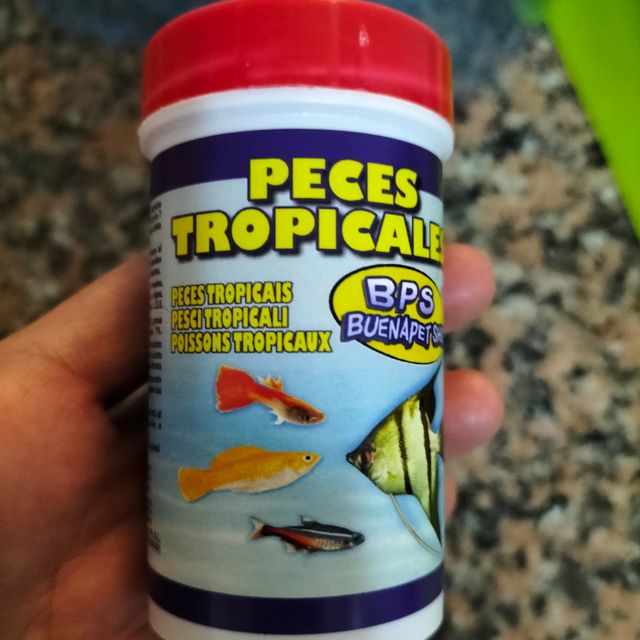 PECES
TROPICALES
PECES TROPICAIS
PESCI TROPICALI
POISSONS TROPICAUX
BPS
BUENAPET